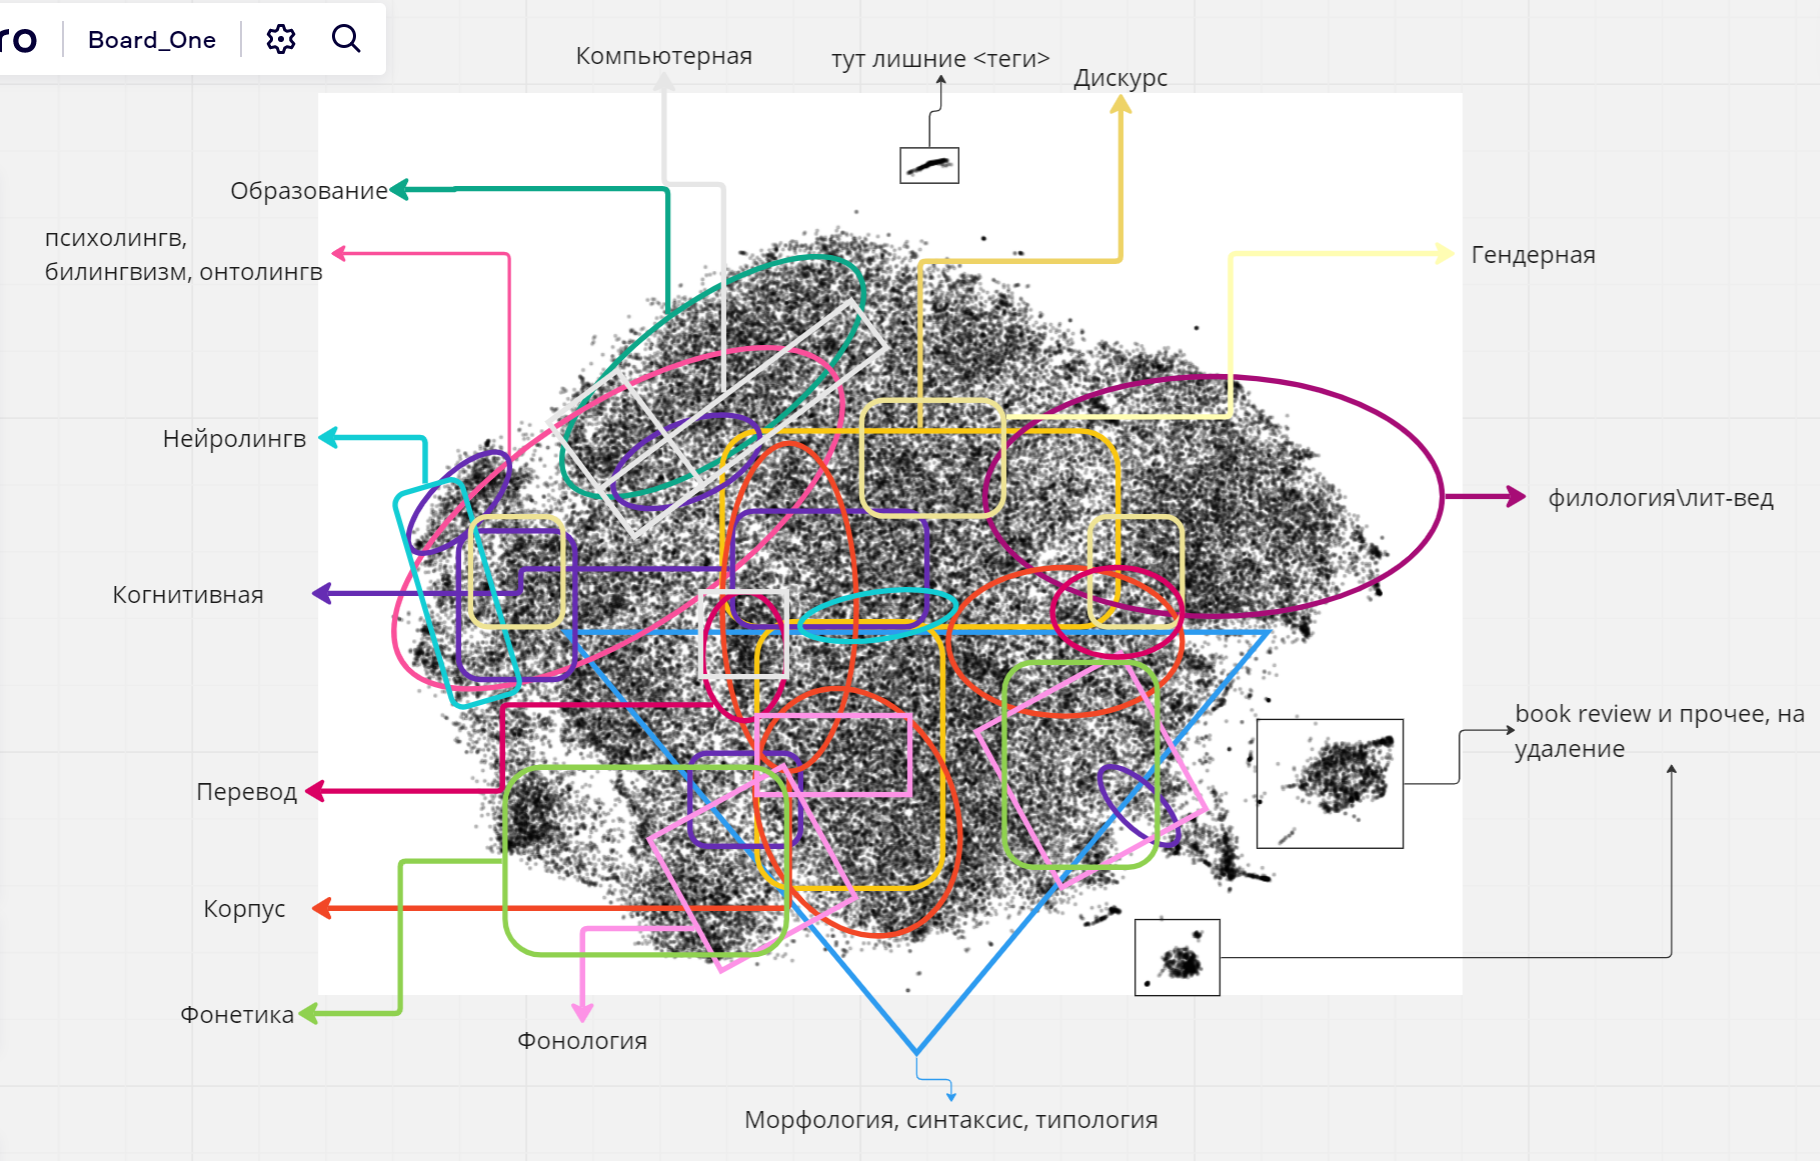 ro
Board_One
Компьютерная
тут лишние <теги>
Дискурс
Образование
психолингв,
билингвизм, онтолингв
Гендерная
Нейролингв
филология\лит-вед
Когнитивная
book review и прочее, на
удаление
Перевод
Корпус
Фонетика
Фонология
Морфология, синтаксис, типология